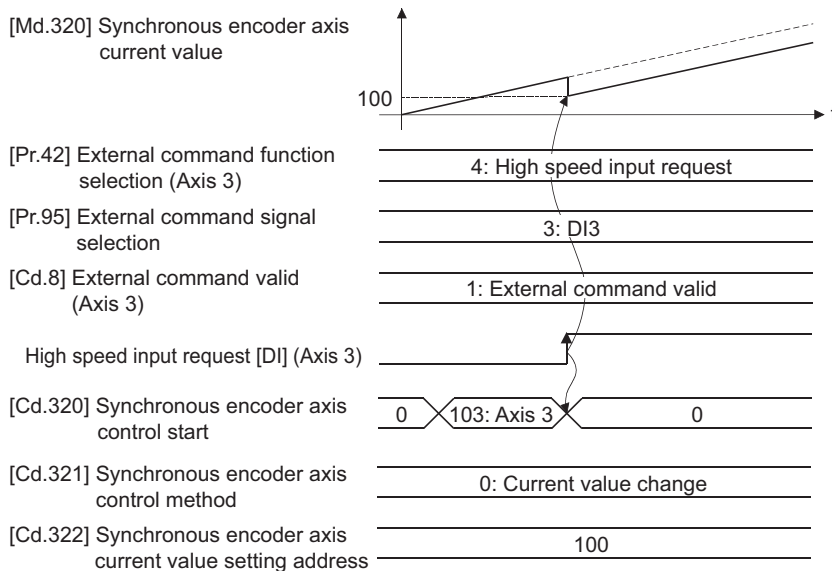 [Md.320] Synchronous encoder axis
current value
100
[Pr.42] External command function
selection (Axis 3)
4: High speed input request
[Pr.95] External command signal
selection
3: DI3
[Cd.8] External command valid
(Axis 3)
1: External command valid
High speed input request [DI] (Axis 3)
[Cd.320] Synchronous encoder axis
control start
0
103: Axis 3
0
[Cd.321] Synchronous encoder axis
control method
0: Current value change
[Cd.322] Synchronous encoder axis
current value setting address
100